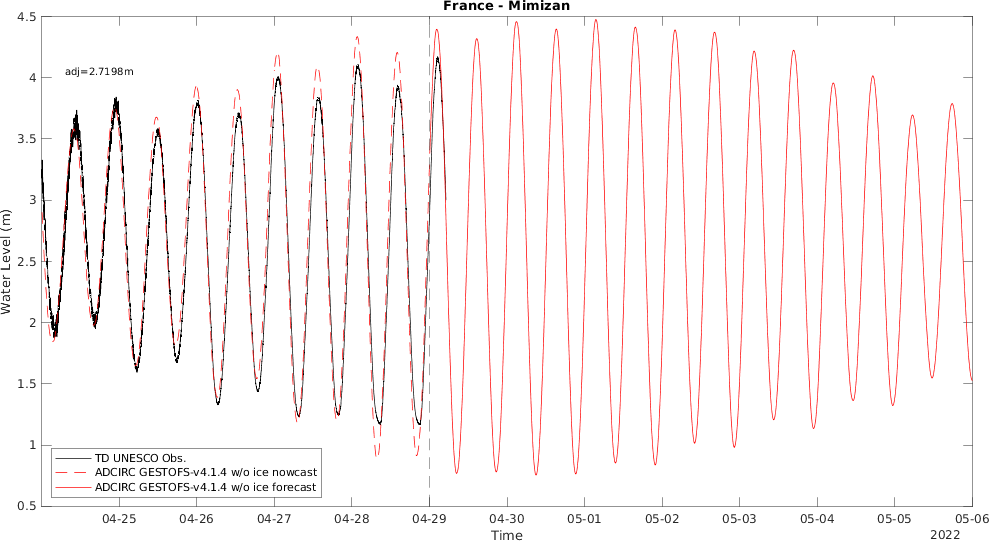 France - Mimizan
adj=2.7198m
Water Level (m)
4.5
4
3.5
3
2.5
2
1.5
1
0.5
TD UNESCO Obs.
ADCIRC GESTOFS-v4.1.4 w/o ice nowcast
ADCIRC GESTOFS-v4.1.4 w/o ice forecast
04-25 04-26 04-27 04-28 04-29 04-30 05-01 05-02 05-03 05-04 05-05 05-06
Time
2022